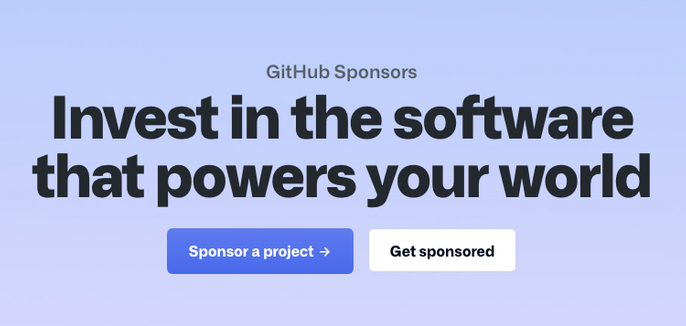 GitHub Sponsors
Invest in the software
that powers your world
Sponsor a project →
Get sponsored